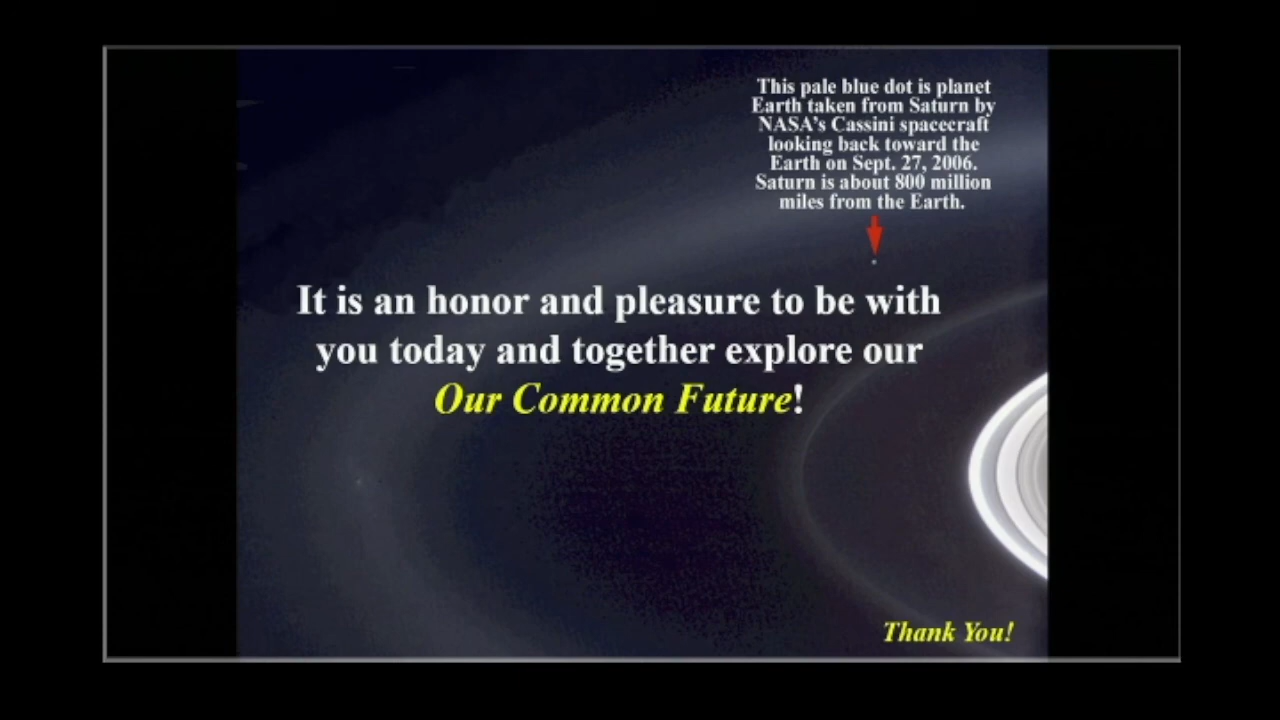 This pale blue dot is planet
Earth taken from Saturn by
NASA's Cassini spacecraft
looking back toward the
Earth on Sept. 27, 2006.
Saturn is about 800 million
miles from the Earth.
It is an honor and pleasure to be with
you today and together explore our
Our Common Future!
Thank You!